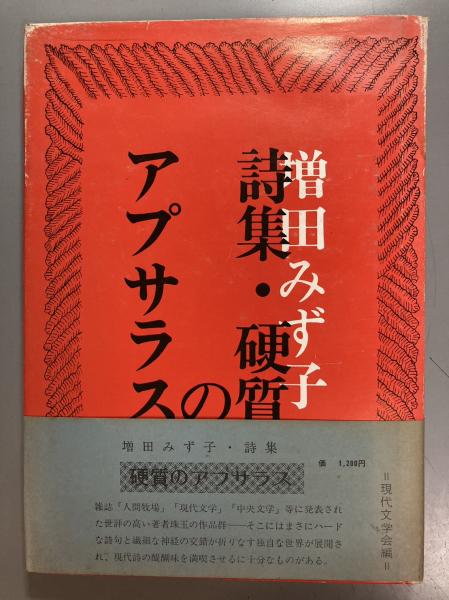 増田みず子
詩集・硬質
の
アプサラス
増田みず子・詩集
硬質のアプサラス
価 1,200円
雑誌「人間牧場」「現代文学」「中央文学」等に発表され
た世評の高い著者珠玉の作品群──そこにはまさにハード
な詩句と繊細な神経の交錯が折りなす独自な世界が展開さ
れ、現代詩の醍醐味を満喫させるに十分なものがある。
＝現代文学会編＝